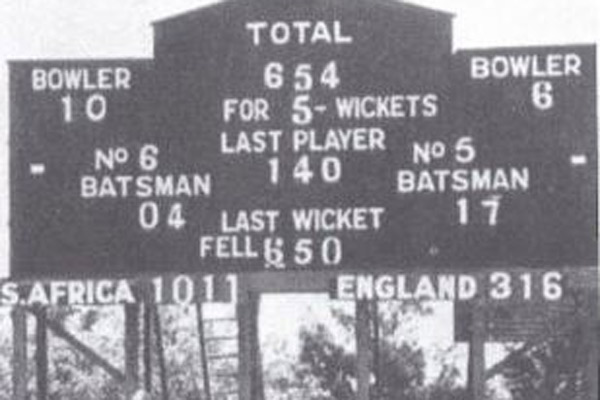 TOTAL
654
FOR 5- WICKETS
BOWLER
10
BOWLER
6
LAST PLAYER
140
- No 6
BATSMAN
04
No 5 -
BATSMAN
17
LAST WICKET
FELL 650
S.AFRICA 1011
ENGLAND 316